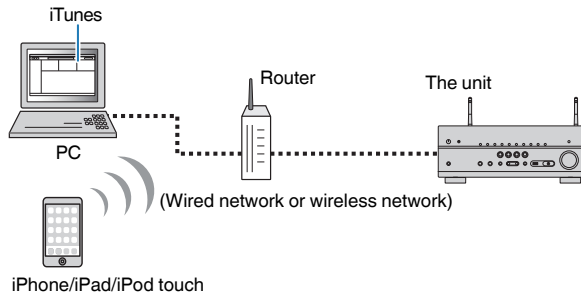 iTunes
Router
The unit
PC
(Wired network or wireless network)
iPhone/iPad/iPod touch